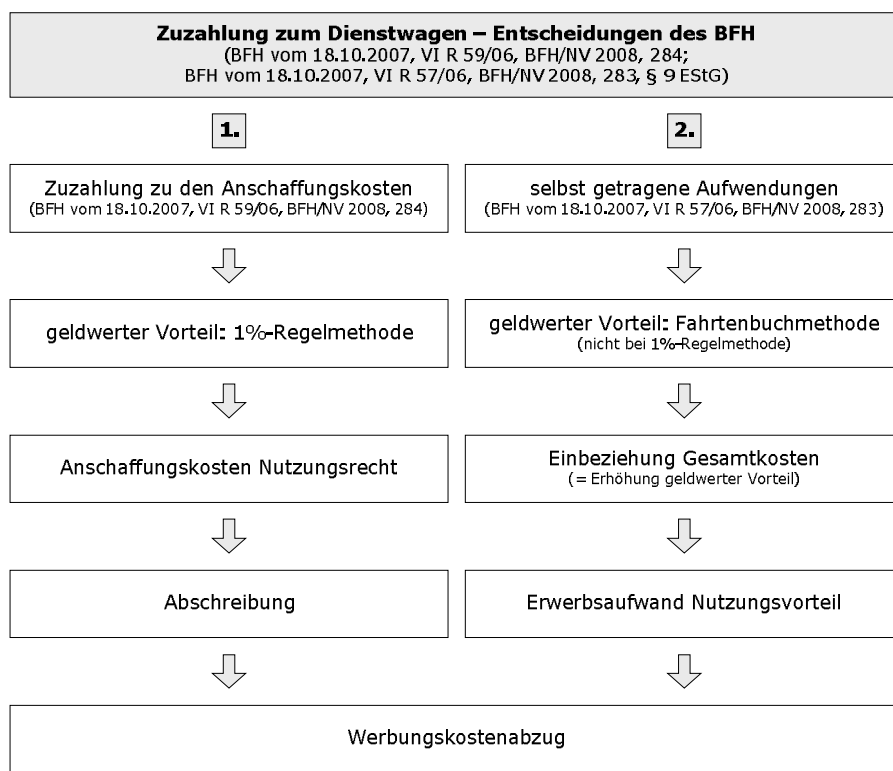 Zuzahlung zum Dienstwagen – Entscheidungen des BFH
(BFH vom 18.10.2007, VI R 59/06, BFH/NV 2008, 284;
BFH vom 18.10.2007, VI R 57/06, BFH/NV 2008, 283, § 9 EStG)
1.
Zuzahlung zu den Anschaffungskosten
(BFH vom 18.10.2007, VI R 59/06, BFH/NV 2008, 284)
geldwerter Vorteil: 1%-Regelmethode
Anschaffungskosten Nutzungsrecht
Abschreibung
2.
selbst getragene Aufwendungen
(BFH vom 18.10.2007, VI R 57/06, BFH/NV 2008, 283)
geldwerter Vorteil: Fahrtenbuchmethode
(nicht bei 1%-Regelmethode)
Einbeziehung Gesamtkosten
(= Erhöhung geldwerter Vorteil)
Erwerbsaufwand Nutzungsvorteil
Werbungskostenabzug